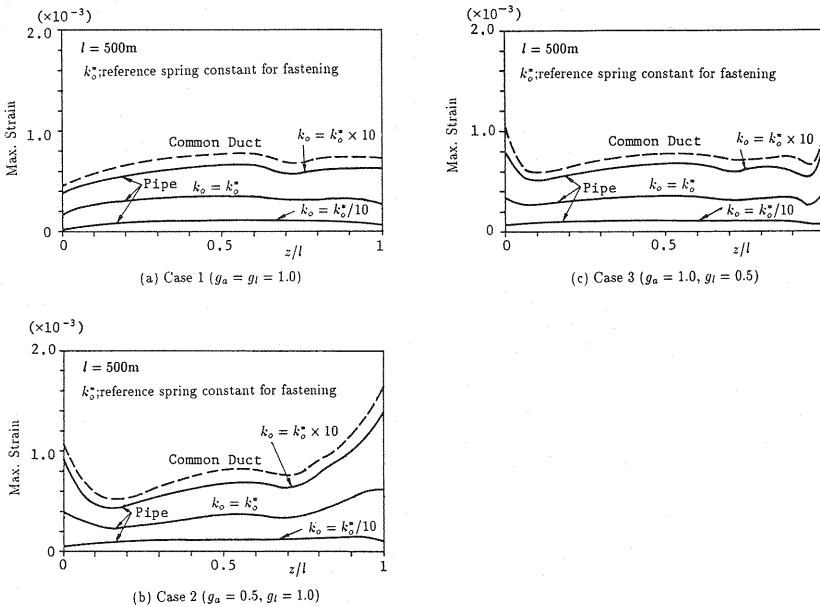 (×10⁻³)
2.0
1.0
0
Max. Strain
l = 500m
k*ₒ;reference spring constant for fastening
Common Duct
kₒ = k*ₒ × 10
Pipe
kₒ = k*ₒ
kₒ = k*ₒ/10
0
0.5
z/l
1
(a) Case 1 (gₐ = gₗ = 1.0)
(×10⁻³)
2.0
1.0
0
Max. Strain
l = 500m
k*ₒ;reference spring constant for fastening
Common Duct
kₒ = k*ₒ × 10
Pipe
kₒ = k*ₒ
kₒ = k*ₒ/10
0
0.5
z/l
(c) Case 3 (gₐ = 1.0, gₗ = 0.5)
(×10⁻³)
2.0
1.0
0
Max. Strain
l = 500m
k*ₒ;reference spring constant for fastening
kₒ = k*ₒ × 10
Common Duct
kₒ = k*ₒ
Pipe
kₒ = k*ₒ/10
0
0.5
z/l
1
(b) Case 2 (gₐ = 0.5, gₗ = 1.0)